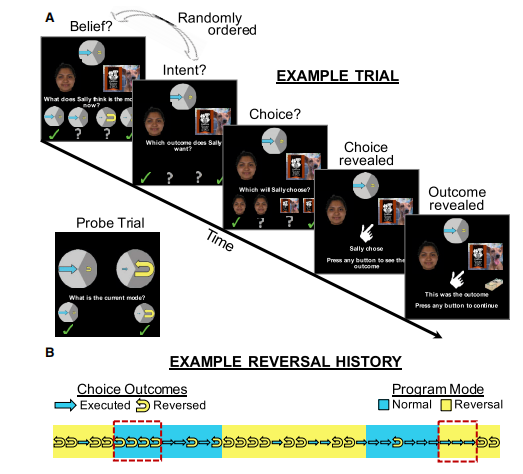 A
Randomly
ordered
Belief?
Intent?
EXAMPLE TRIAL
What does Sally think is the mo
now?
? ?
Choice?
Which outcome does Sally
want?
? ?
Choice
revealed
Which will Sally choose?
?
Outcome
revealed
Probe Trial
Time
Sally chose
Press any button to see the
outcome
What is the current mode?
This was the outcome
Press any button to continue
B
EXAMPLE REVERSAL HISTORY
Choice Outcomes
Program Mode
Executed Reversed
Normal Reversal